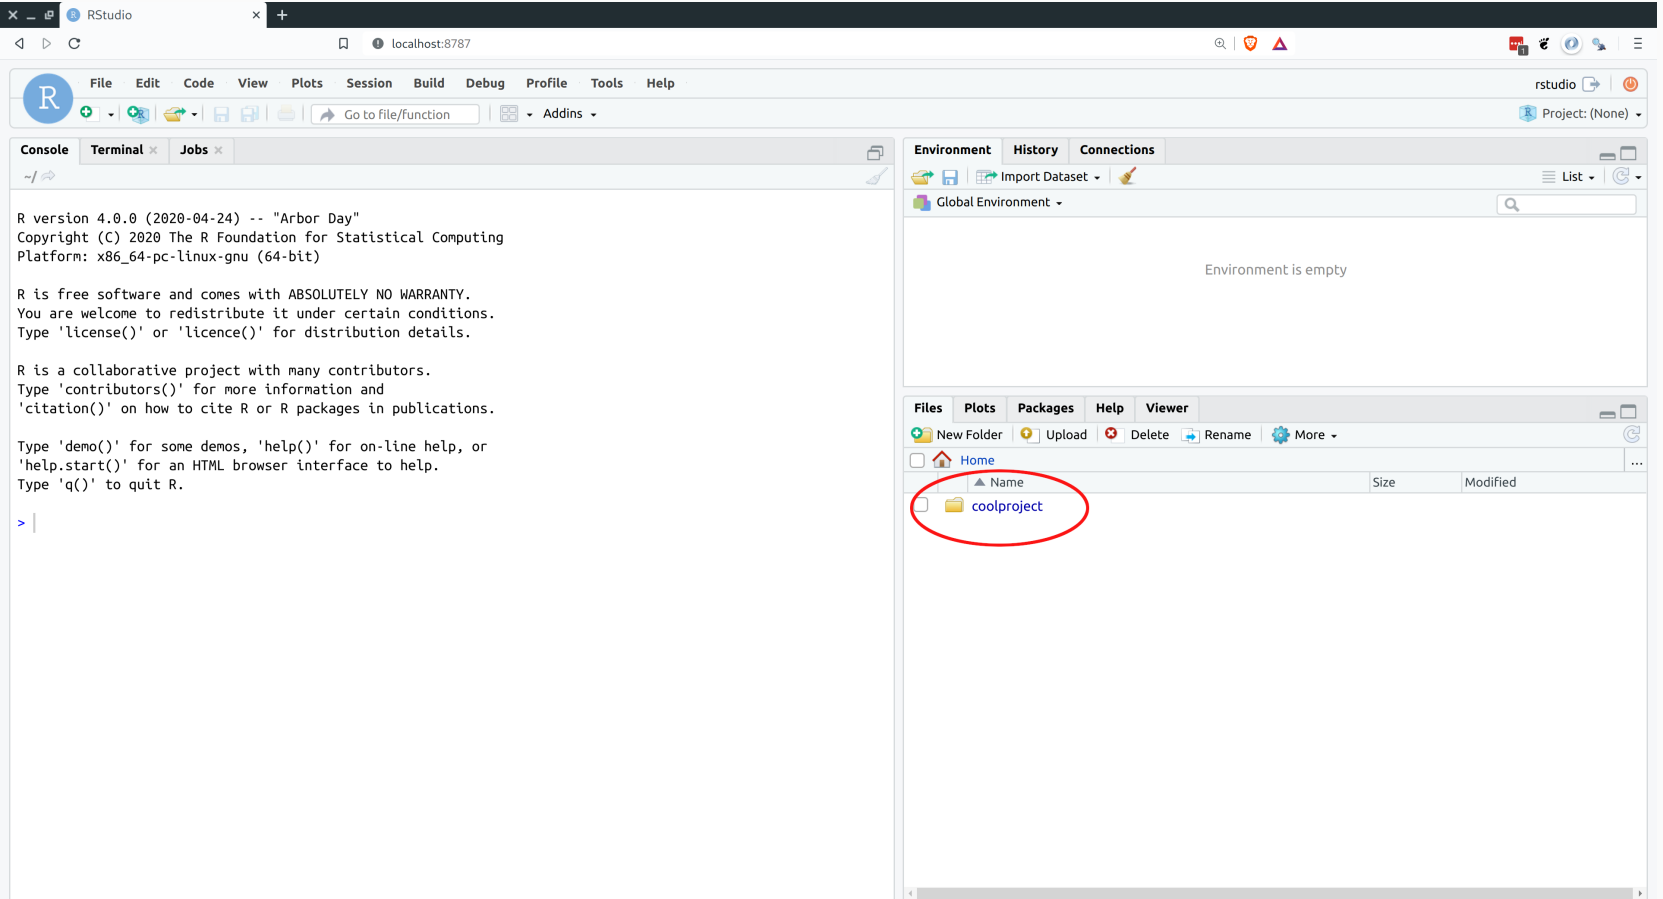 RStudio
localhost:8787
1
R
File Edit Code View Plots Session Build Debug Profile Tools Help
rstudio
Go to file/function
Addins
R Project: (None)
Console Terminal Jobs
~/
R version 4.0.0 (2020-04-24) -- "Arbor Day"
Copyright (C) 2020 The R Foundation for Statistical Computing
Platform: x86_64-pc-linux-gnu (64-bit)
R is free software and comes with ABSOLUTELY NO WARRANTY.
You are welcome to redistribute it under certain conditions.
Type 'license()' or 'licence()' for distribution details.
R is a collaborative project with many contributors.
Type 'contributors()' for more information and
'citation()' on how to cite R or R packages in publications.
Type 'demo()' for some demos, 'help()' for on-line help, or
'help.start()' for an HTML browser interface to help.
Type 'q()' to quit R.
>
Environment History Connections
Import Dataset
List
Global Environment
Environment is empty
Files Plots Packages Help Viewer
New Folder Upload Delete Rename More
Home
...
Name Size Modified
coolproject